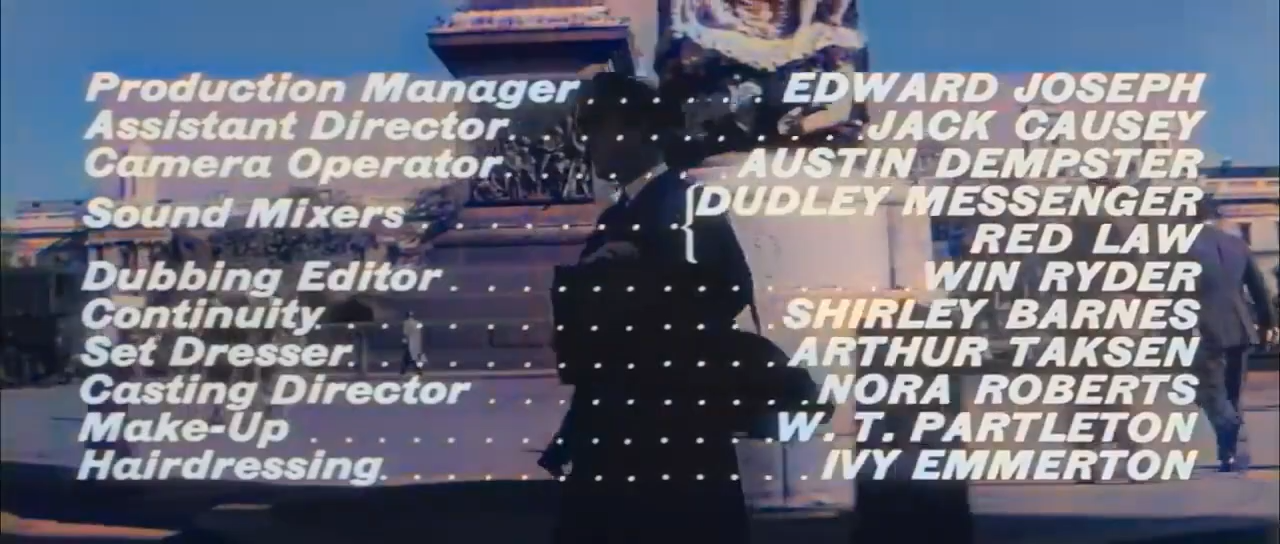 Production Manager . . . . . . EDWARD JOSEPH
Assistant Director . . . . . . . . . . JACK CAUSEY
Camera Operator . . . . . . . AUSTIN DEMPSTER
Sound Mixers . . . . . . . . { DUDLEY MESSENGER
RED LAW
Dubbing Editor . . . . . . . . . . . . . . WIN RYDER
Continuity . . . . . . . . . . . . . . SHIRLEY BARNES
Set Dresser . . . . . . . . . . . . . ARTHUR TAKSEN
Casting Director . . . . . . . . . . NORA ROBERTS
Make-Up . . . . . . . . . . . . . . W. T. PARTLETON
Hairdressing . . . . . . . . . . . . . IVY EMMERTON